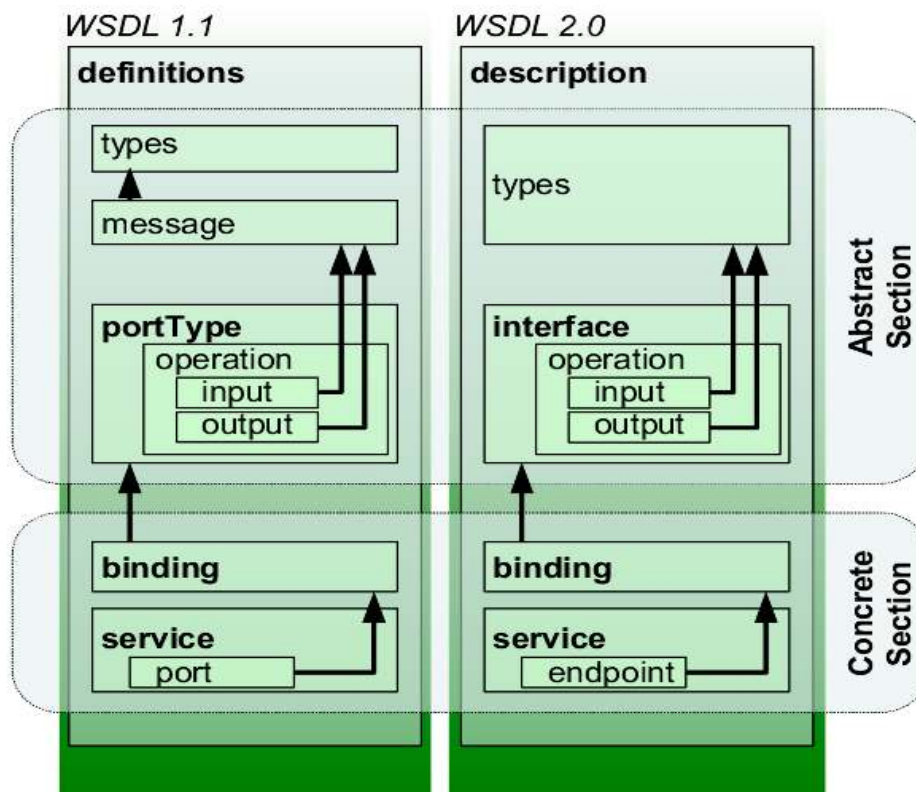 WSDL 1.1
definitions
types
message
portType
operation
input
output
binding
service
port
WSDL 2.0
description
types
interface
operation
input
output
binding
service
endpoint
Abstract
Section
Concrete
Section